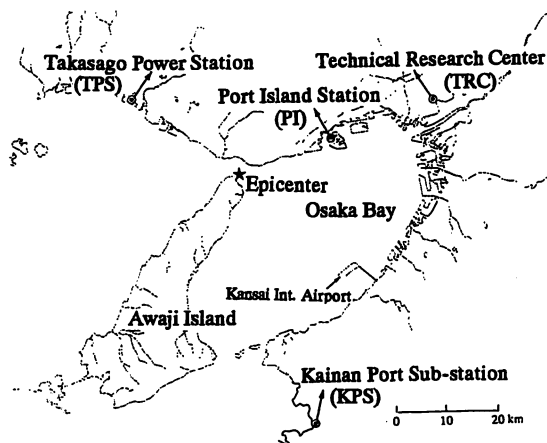 Takasago Power Station
(TPS)
Technical Research Center
(TRC)
Port Island Station
(PI)
Epicenter
Osaka Bay
Kansai Int. Airport
Awaji Island
Kainan Port Sub-station
(KPS)
0 10 20 km